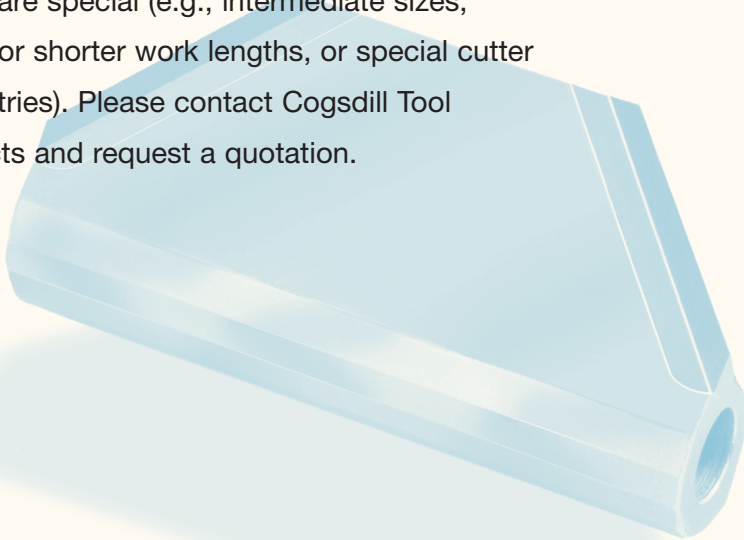 are special (e.g., intermediate sizes,
or shorter work lengths, or special cutter
tries). Please contact Cogsdill Tool
cts and request a quotation.